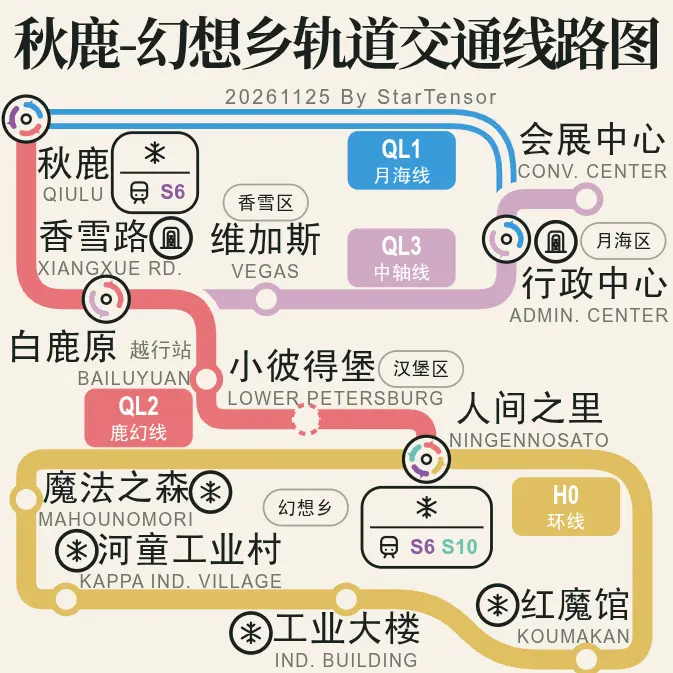 秋鹿-幻想乡轨道交通线路图
20261125 By StarTensor
QL1
月海线
会展中心
CONV. CENTER
秋鹿
QIULU
S6
香雪区
香雪路
XIANGXUE RD.
维加斯
VEGAS
QL3
中轴线
月海区
行政中心
ADMIN. CENTER
白鹿原 越行站
BAILUYUAN
小彼得堡
LOWER PETERSBURG
汉堡区
QL2
鹿幻线
人间之里
NINGENNOSATO
魔法之森
MAHOUNOMORI
幻想乡
S6 S10
H0
环线
河童工业村
KAPPA IND. VILLAGE
红魔馆
KOUMAKAN
工业大楼
IND. BUILDING